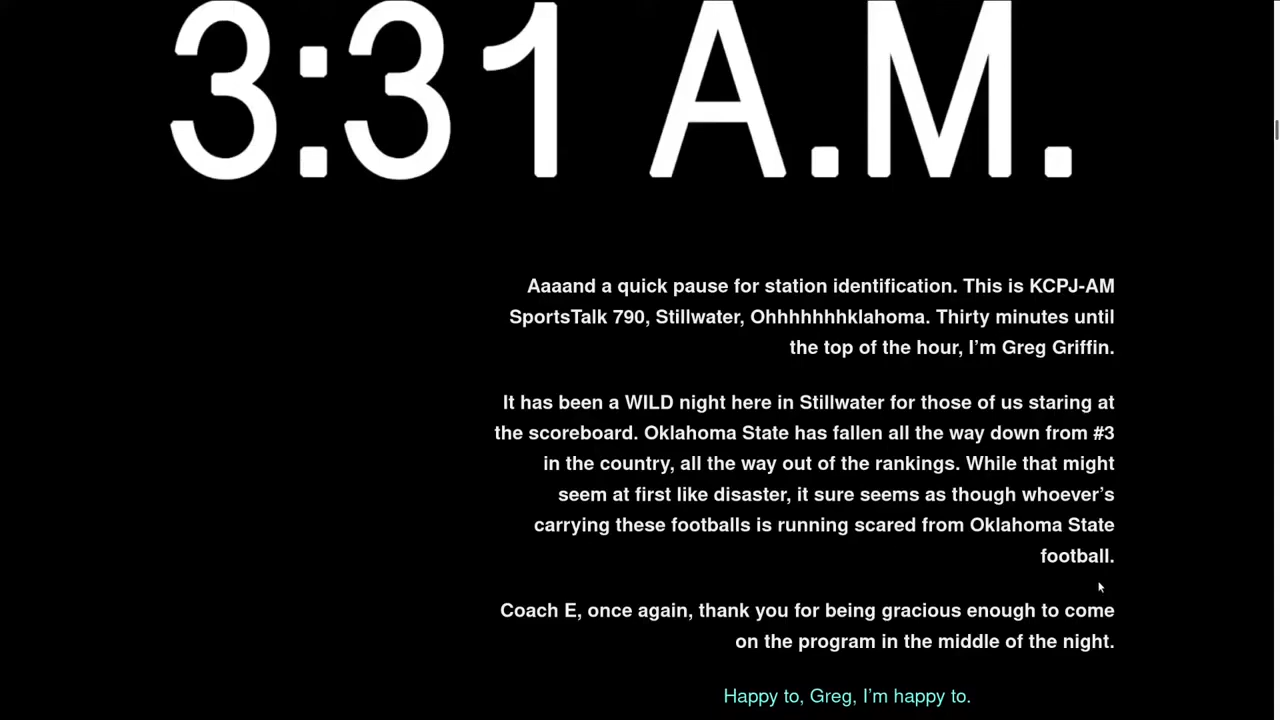 3:31 A.M.
Aaaand a quick pause for station identification. This is KCPJ-AM
SportsTalk 790, Stillwater, Ohhhhhhhklahoma. Thirty minutes until
the top of the hour, I’m Greg Griffin.
It has been a WILD night here in Stillwater for those of us staring at
the scoreboard. Oklahoma State has fallen all the way down from #3
in the country, all the way out of the rankings. While that might
seem at first like disaster, it sure seems as though whoever’s
carrying these footballs is running scared from Oklahoma State
football.
Coach E, once again, thank you for being gracious enough to come
on the program in the middle of the night.
Happy to, Greg, I’m happy to.